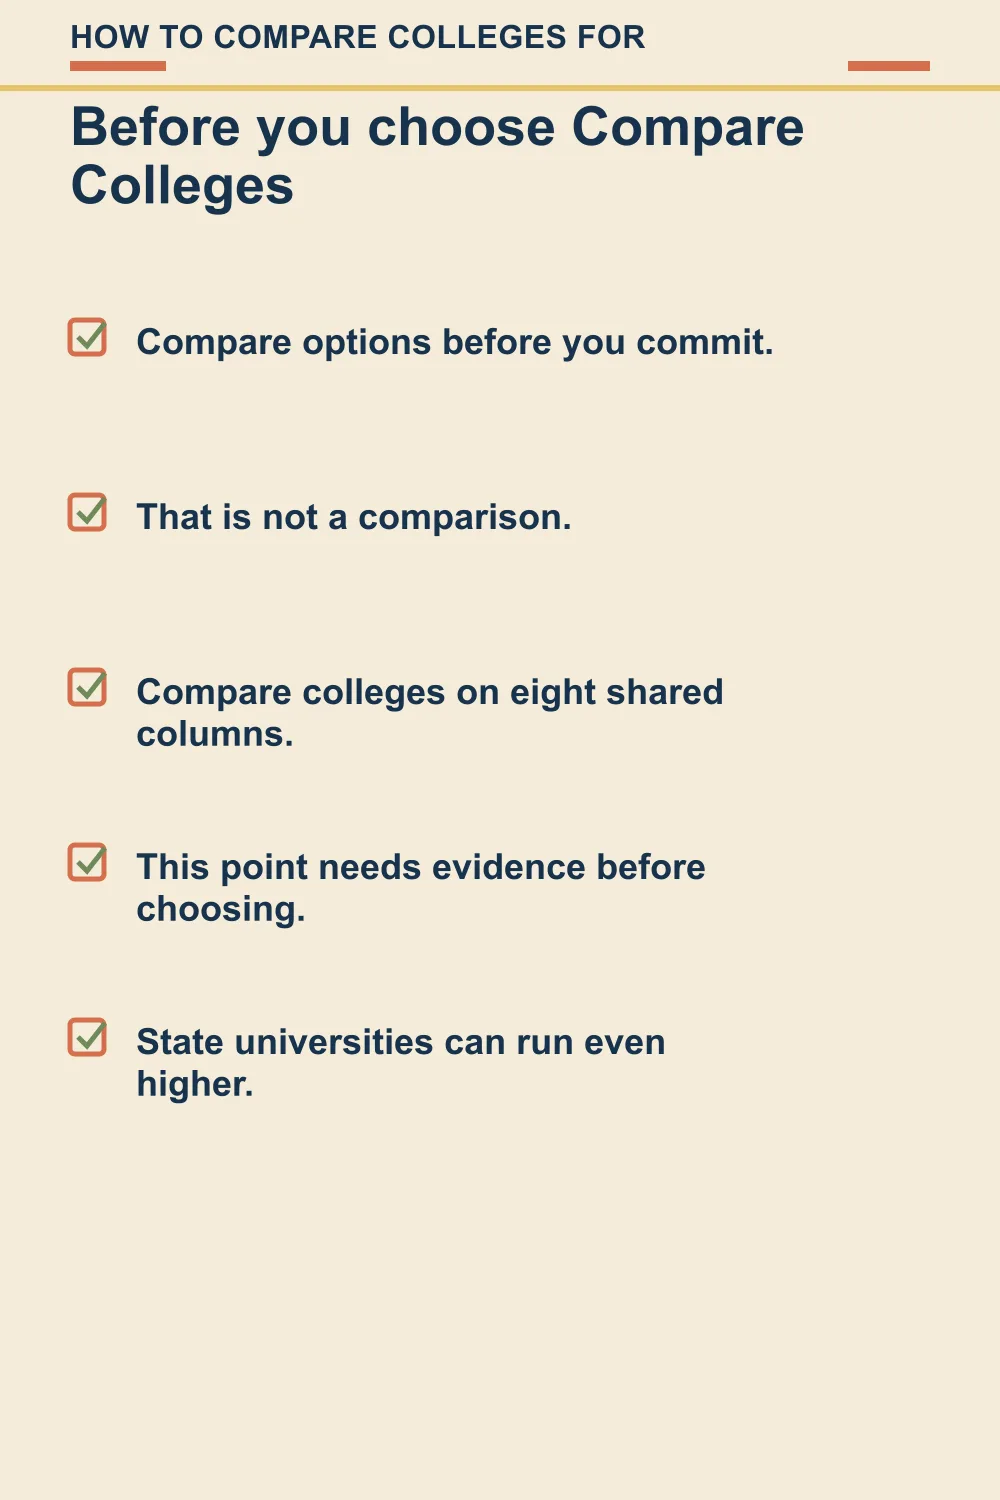 HOW TO COMPARE COLLEGES FOR
Before you choose Compare
Colleges
Compare options before you commit.
That is not a comparison.
Compare colleges on eight shared
columns.
This point needs evidence before
choosing.
State universities can run even
higher.